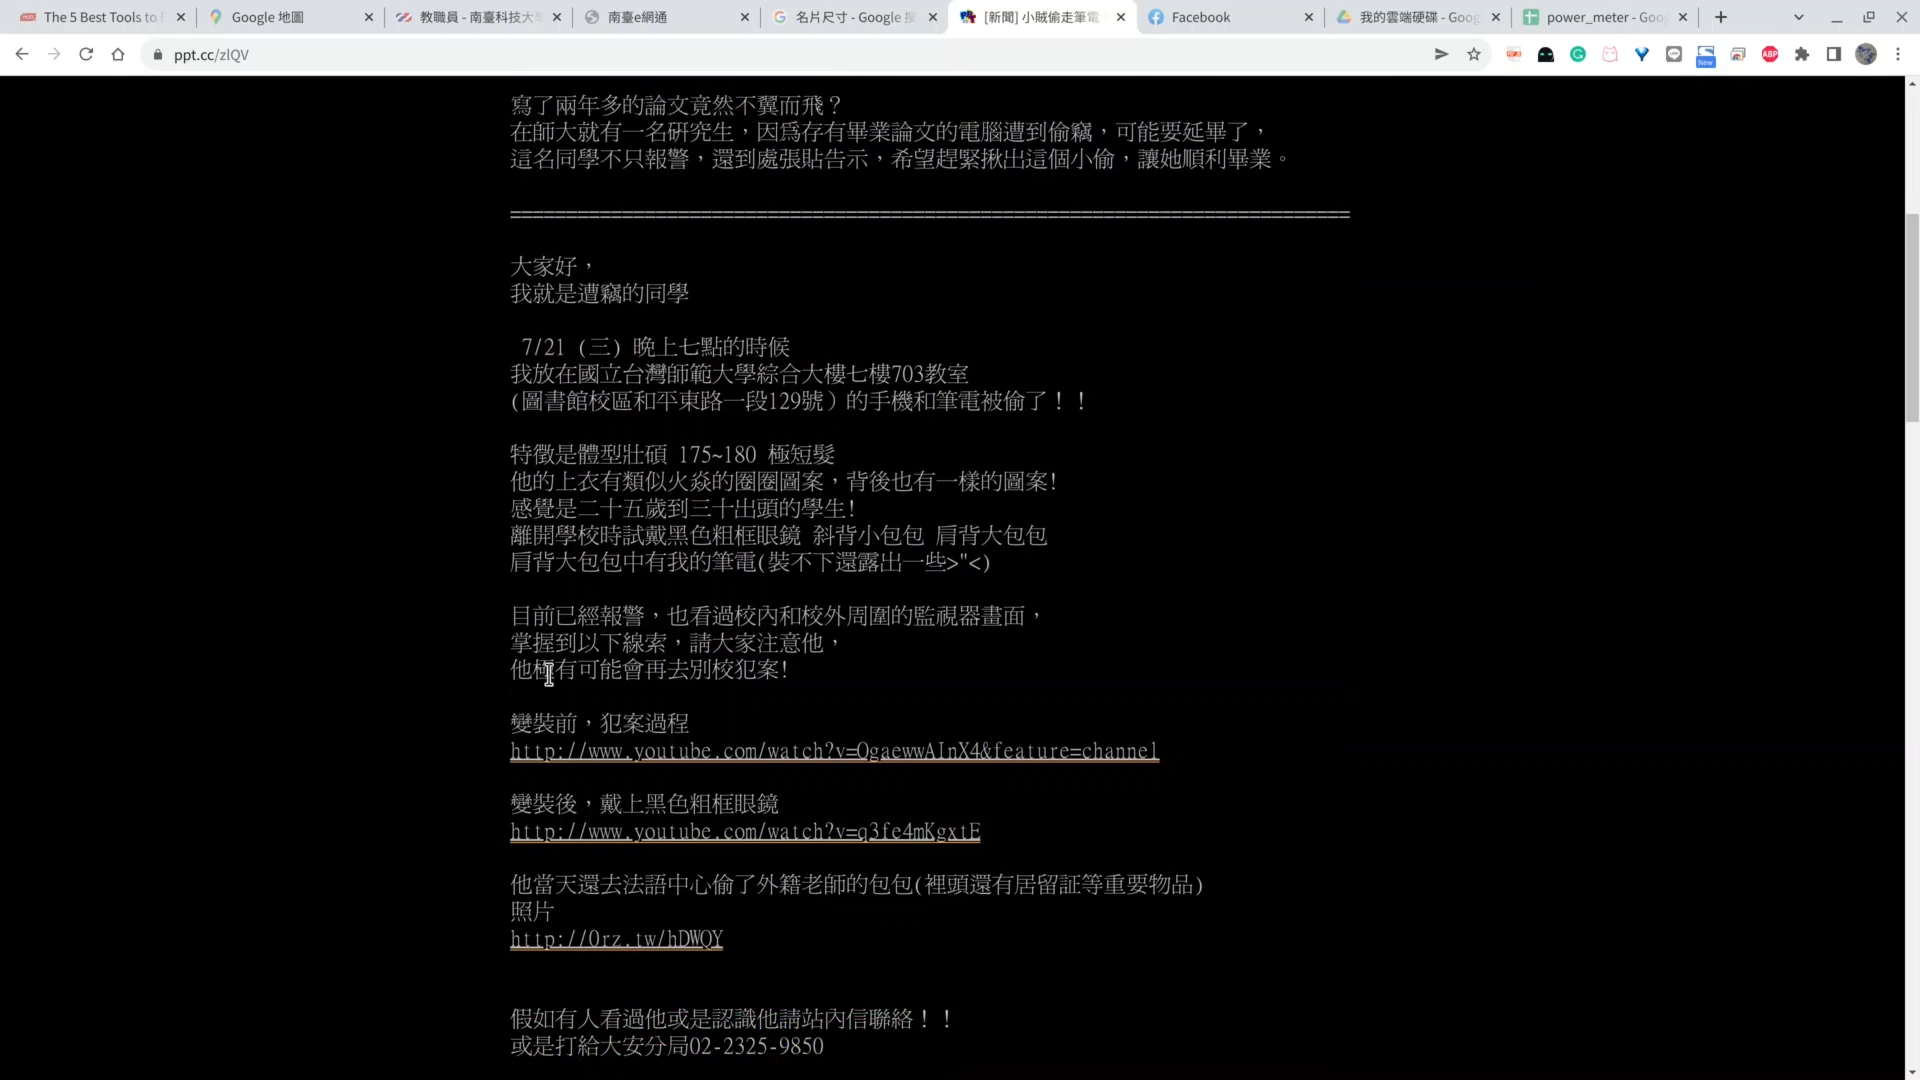 The 5 Best Tools to
Google 地圖
教職員 - 南臺科技大
南臺e網通
名片尺寸 - Google
[新聞] 小賊偷走筆電
Facebook
我的雲端硬碟 - Goog
power_meter - Goo
ppt.cc/zlQV
New
ABP
寫了兩年多的論文竟然不翼而飛？
在師大就有一名研究生，因為存有畢業論文的電腦遭到偷竊，可能要延畢了，
這名同學不只報警，還到處張貼告示，希望趕緊揪出這個小偷，讓她順利畢業。
===========================================================================
大家好，
我就是遭竊的同學
7/21 (三) 晚上七點的時候
我放在國立台灣師範大學綜合大樓七樓703教室
(圖書館校區和平東路一段129號）的手機和筆電被偷了！！
特徵是體型壯碩 175~180 極短髮
他的上衣有類似火焱的圈圈圖案，背後也有一樣的圖案!
感覺是二十五歲到三十出頭的學生!
離開學校時試戴黑色粗框眼鏡 斜背小包包 肩背大包包
肩背大包包中有我的筆電(裝不下還露出一些>"<)
目前已經報警，也看過校內和校外周圍的監視器畫面，
掌握到以下線索，請大家注意他，
他極有可能會再去別校犯案!
變裝前，犯案過程
http://www.youtube.com/watch?v=QgaewwAInX4&feature=channel
變裝後，戴上黑色粗框眼鏡
http://www.youtube.com/watch?v=q3fe4mKgxtE
他當天還去法語中心偷了外籍老師的包包(裡頭還有居留証等重要物品)
照片
http://0rz.tw/hDWQY
假如有人看過他或是認識他請站內信聯絡！！
或是打給大安分局02-2325-9850